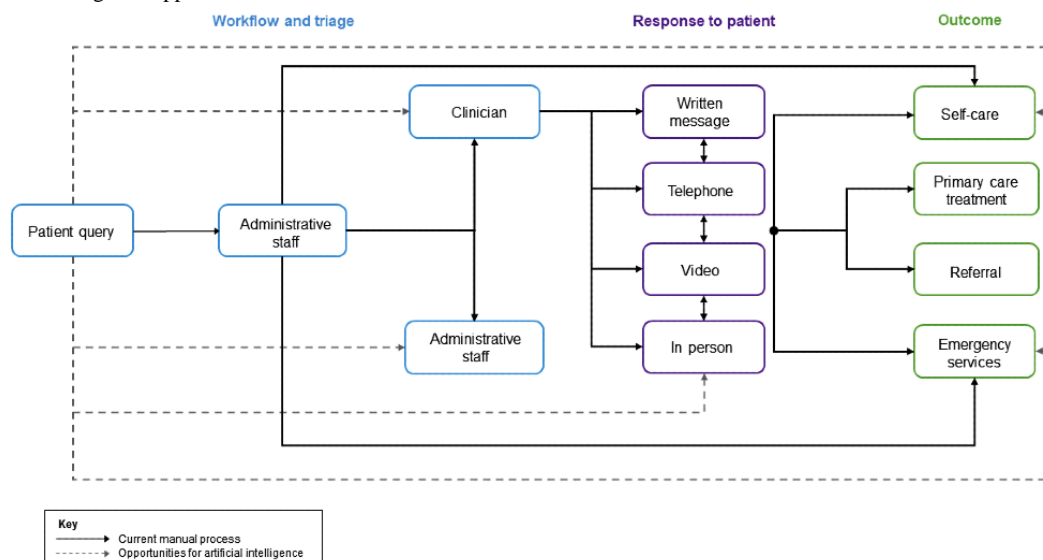 Workflow and triage
Response to patient
Outcome
Clinician
Written
message
Self-care
Telephone
Primary care
treatment
Patient query
Administrative
staff
Video
Referral
Administrative
staff
In person
Emergency
services
Key
Current manual process
Opportunities for artificial intelligence